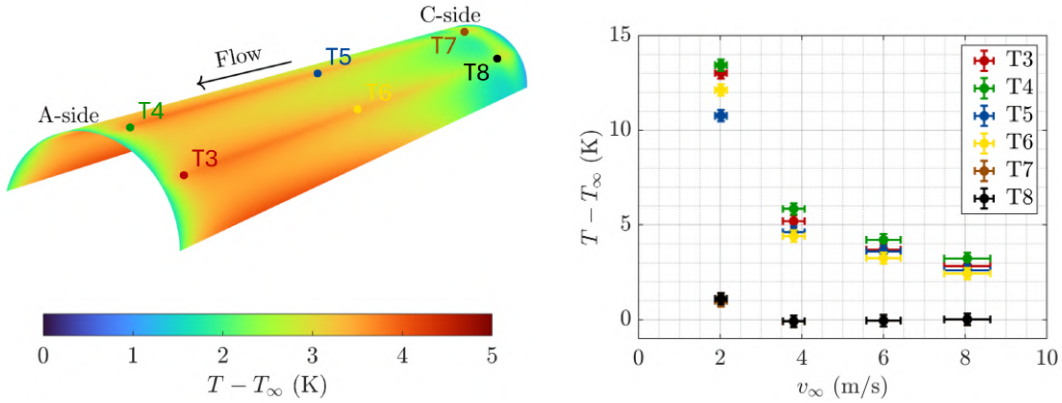 C-side
T7
Flow
T5
T8
T6
A-side
T4
T3
0 1 2 3 4 5
T − T∞ (K)
15
10
5
0
T − T∞ (K)
T3
T4
T5
T6
T7
T8
0 2 4 6 8 10
v∞ (m/s)